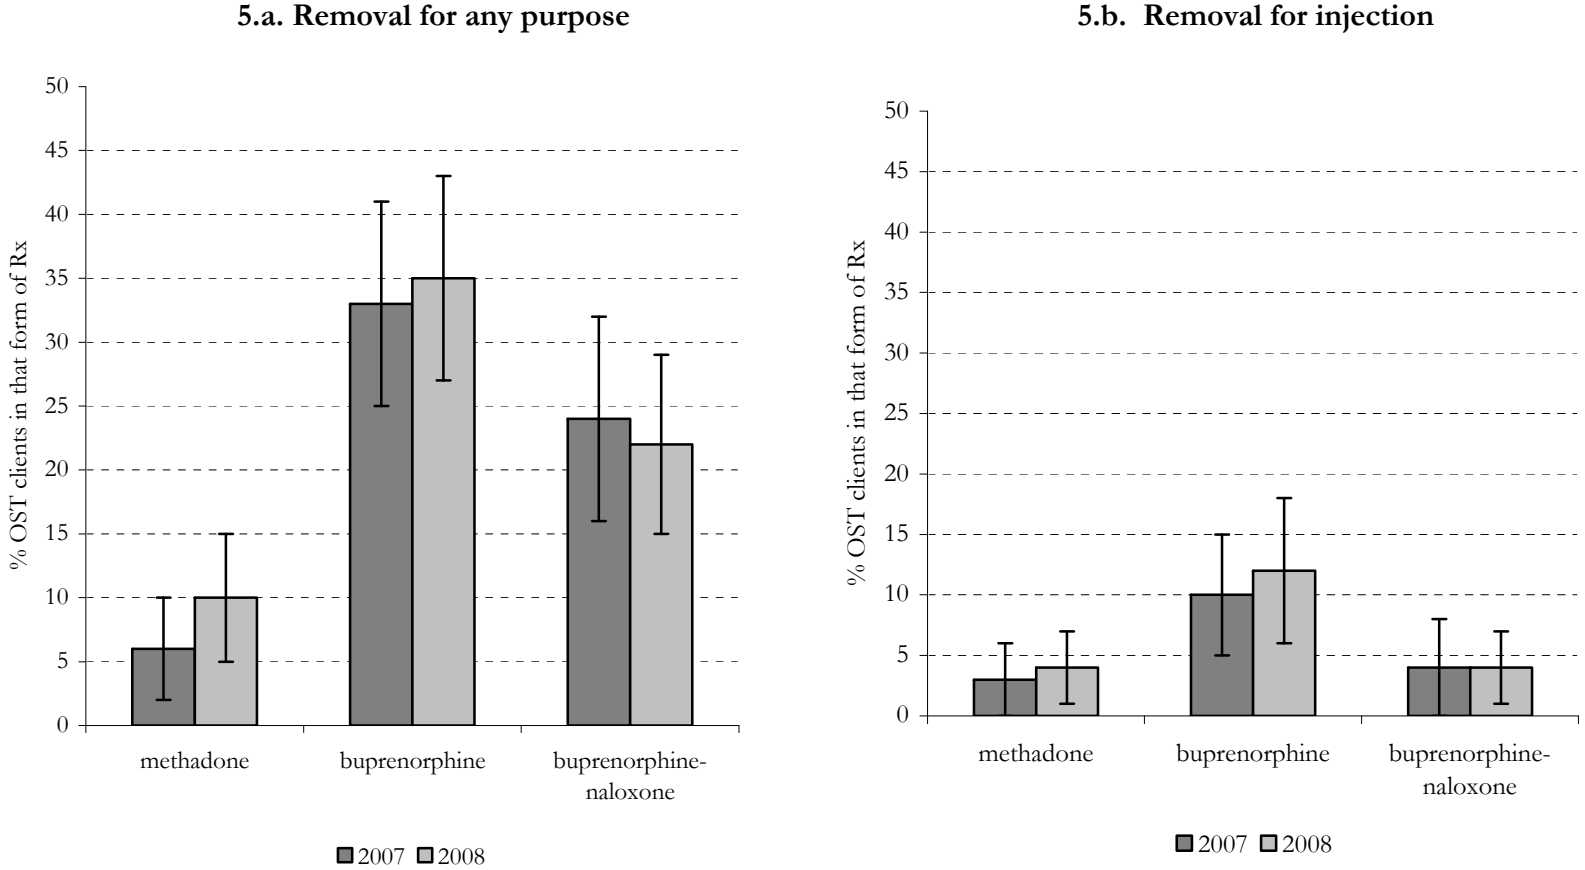 5.a. Removal for any purpose
% OST clients in that form of Rx
50
45
40
35
30
25
20
15
10
5
0
methadone
buprenorphine
buprenorphine-
naloxone
2007 2008
5.b. Removal for injection
% OST clients in that form of Rx
50
45
40
35
30
25
20
15
10
5
0
methadone
buprenorphine
buprenorphine-
naloxone
2007 2008